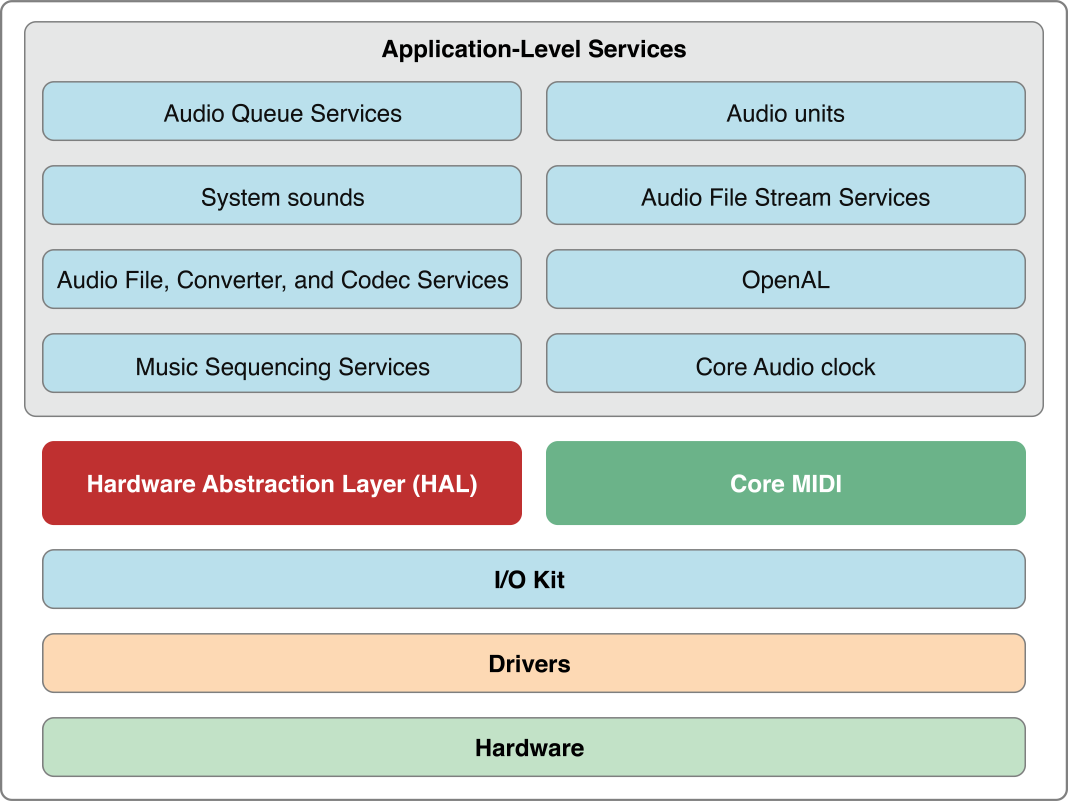 Application-Level Services
Audio Queue Services
Audio units
System sounds
Audio File Stream Services
Audio File, Converter, and Codec Services
OpenAL
Music Sequencing Services
Core Audio clock
Hardware Abstraction Layer (HAL)
Core MIDI
I/O Kit
Drivers
Hardware